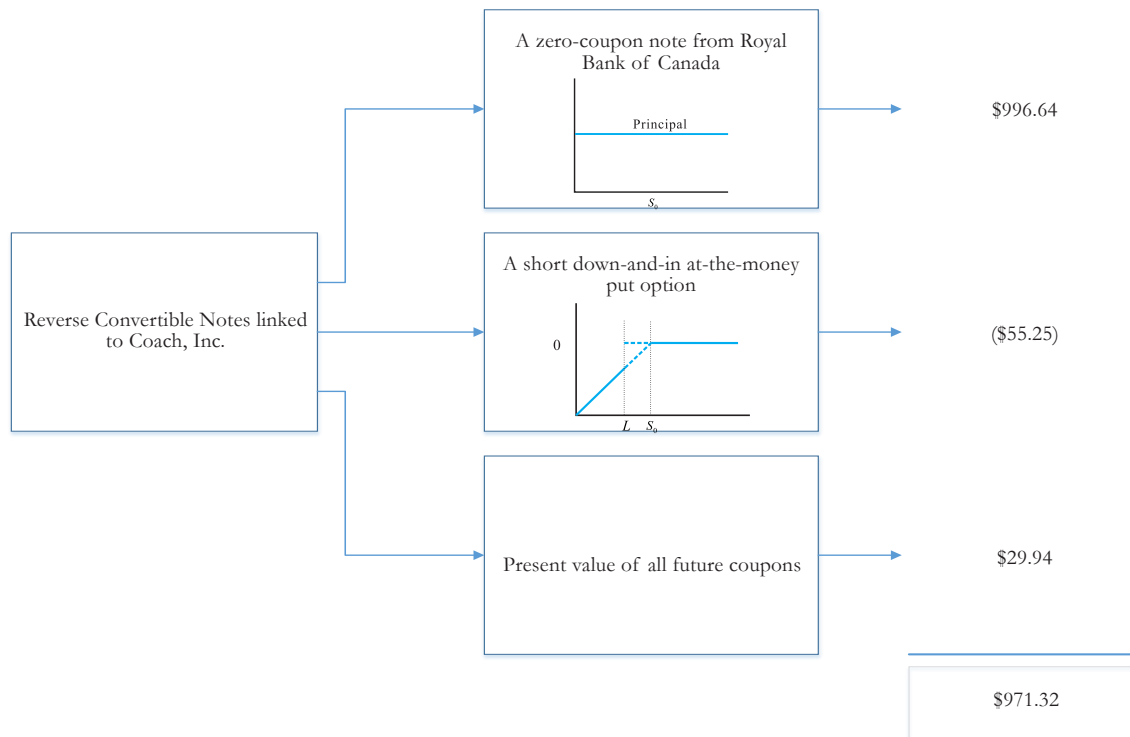 A zero-coupon note from Royal
Bank of Canada
Principal
S₀
$996.64
Reverse Convertible Notes linked
to Coach, Inc.
A short down-and-in at-the-money
put option
0
L S₀
($55.25)
Present value of all future coupons
$29.94
$971.32